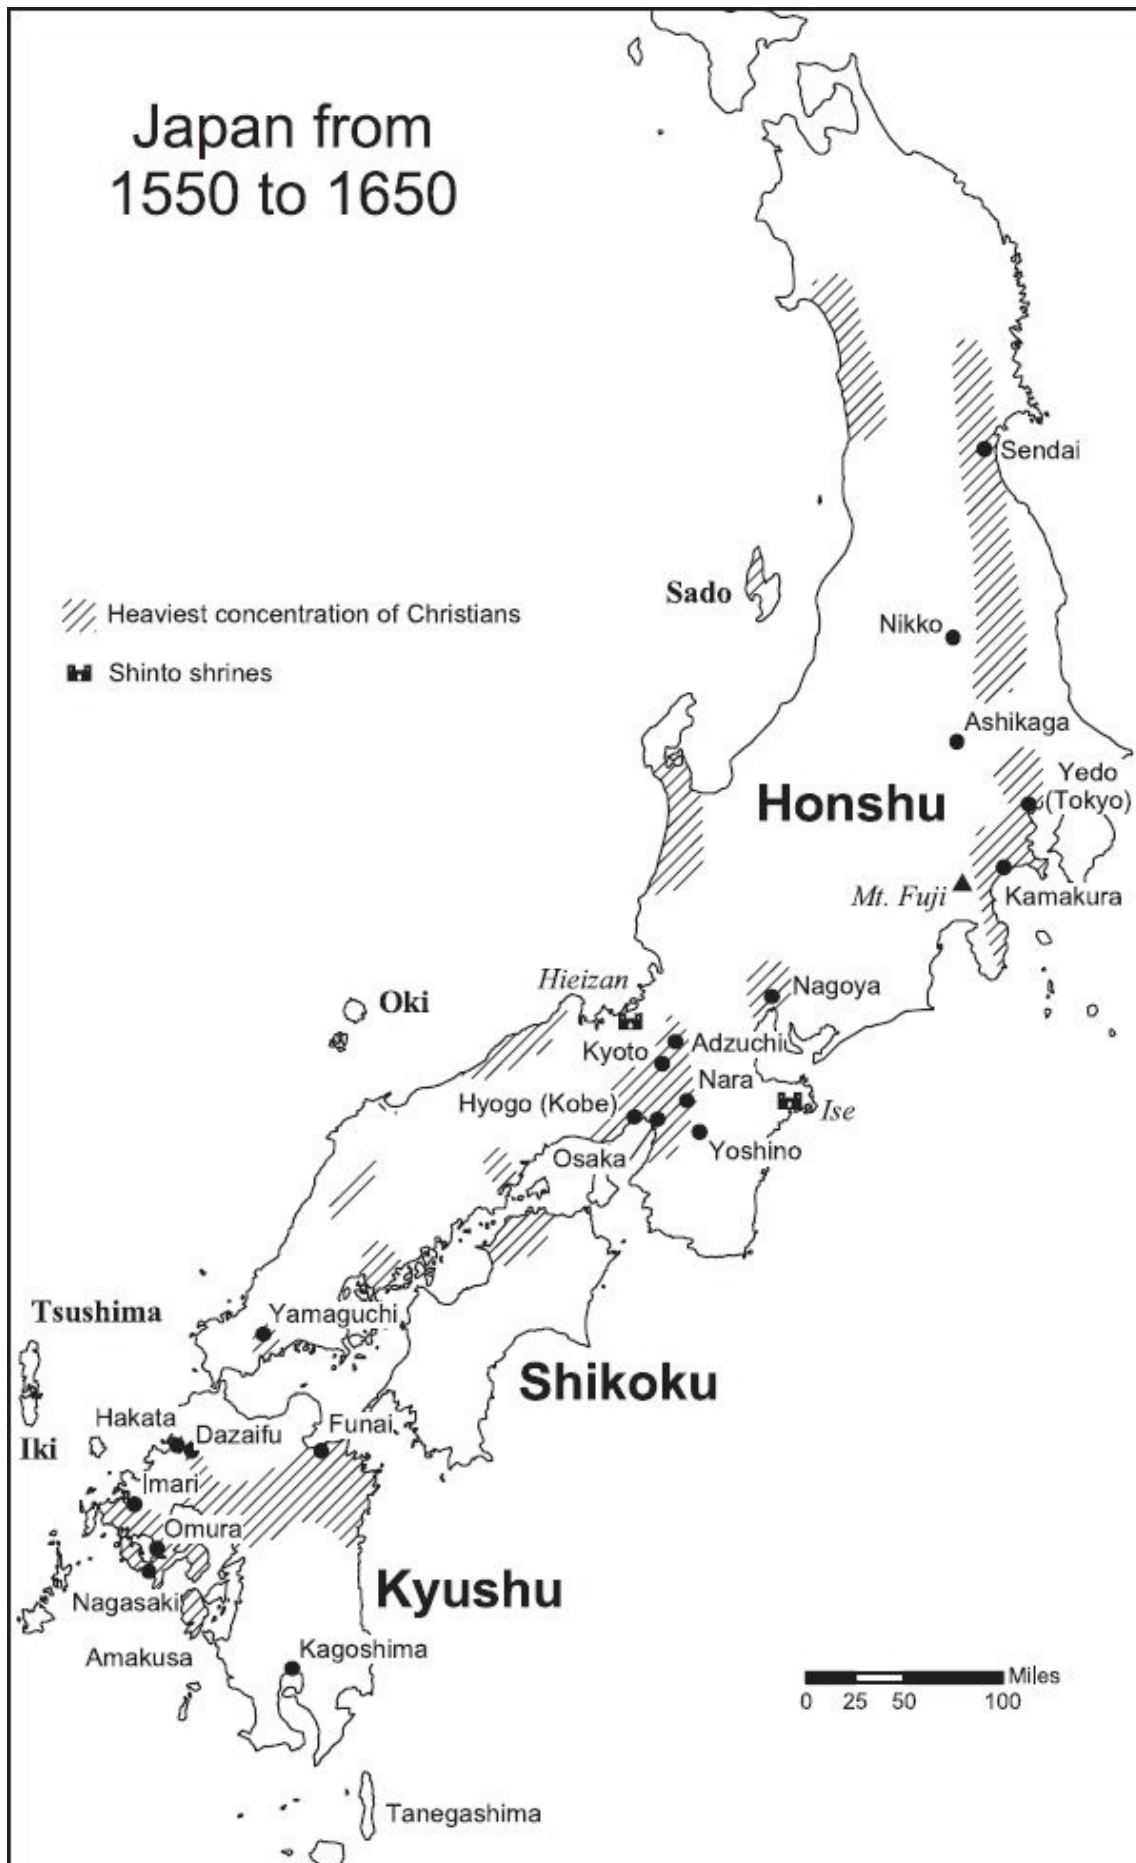 Japan from
1550 to 1650
Sendai
Sado
Heaviest concentration of Christians
Nikko
Shinto shrines
Ashikaga
Yedo
(Tokyo)
Honshu
Mt. Fuji
Kamakura
Hieizan
Nagoya
Oki
Kyoto
Adzuchi
Nara
Hyogo (Kobe)
Ise
Osaka
Yoshino
Tsushima
Yamaguchi
Shikoku
Hakata
Dazaifu
Funai
Iki
Imari
Omura
Kyushu
Nagasaki
Amakusa
Kagoshima
Miles
0 25 50 100
Tanegashima